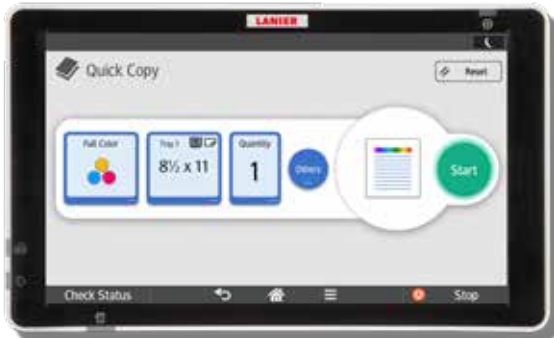 LANIER
Quick Copy
Reset
Full Color
Tray 1
8½ x 11
Quantity
1
Others
Start
Check Status
Stop